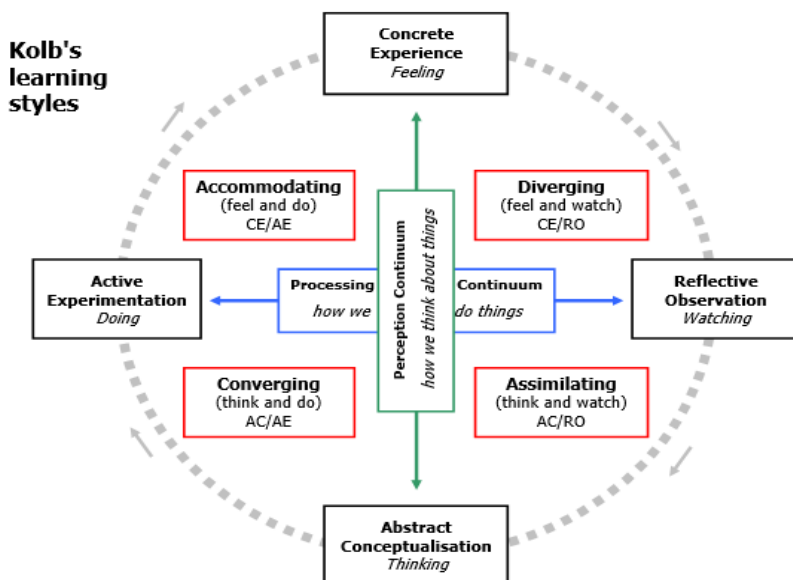 Kolb's
learning
styles
Concrete
Experience
Feeling
Accommodating
(feel and do)
CE/AE
Diverging
(feel and watch)
CE/RO
Active
Experimentation
Doing
Processing
how we
Perception Continuum
how we think about things
Continuum
do things
Reflective
Observation
Watching
Converging
(think and do)
AC/AE
Assimilating
(think and watch)
AC/RO
Abstract
Conceptualisation
Thinking